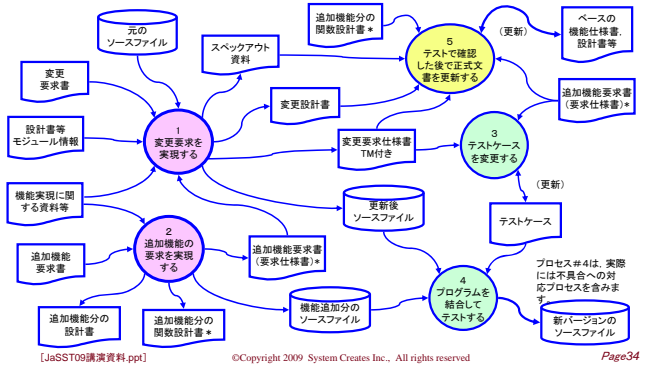 元の
ソースファイル
追加機能分の
関数設計書*
5
テストで確認
した後で正式文
書を更新する
(更新)
ベースの
機能仕様書,
設計書等
スペックアウト
資料
変更
要求書
変更設計書
追加機能要求書
(要求仕様書)*
設計書等
モジュール情報
1
変更要求を
実現する
変更要求仕様書
TM付き
3
テストケース
を変更する
(更新)
機能実現に関
する資料等
更新後
ソースファイル
テストケース
2
追加機能の
要求を実現
する
追加機能
要求書
追加機能要求書
(要求仕様書)*
4
プログラムを
結合して
テストする
プロセス#4は, 実際
には不具合への対
応プロセスを含みま
す。
追加機能分の
設計書
追加機能分の
関数設計書*
機能追加分の
ソースファイル
新バージョンの
ソースファイル
[JaSST09講演資料.ppt]
©Copyright 2009 System Creates Inc., All rights reserved
Page34